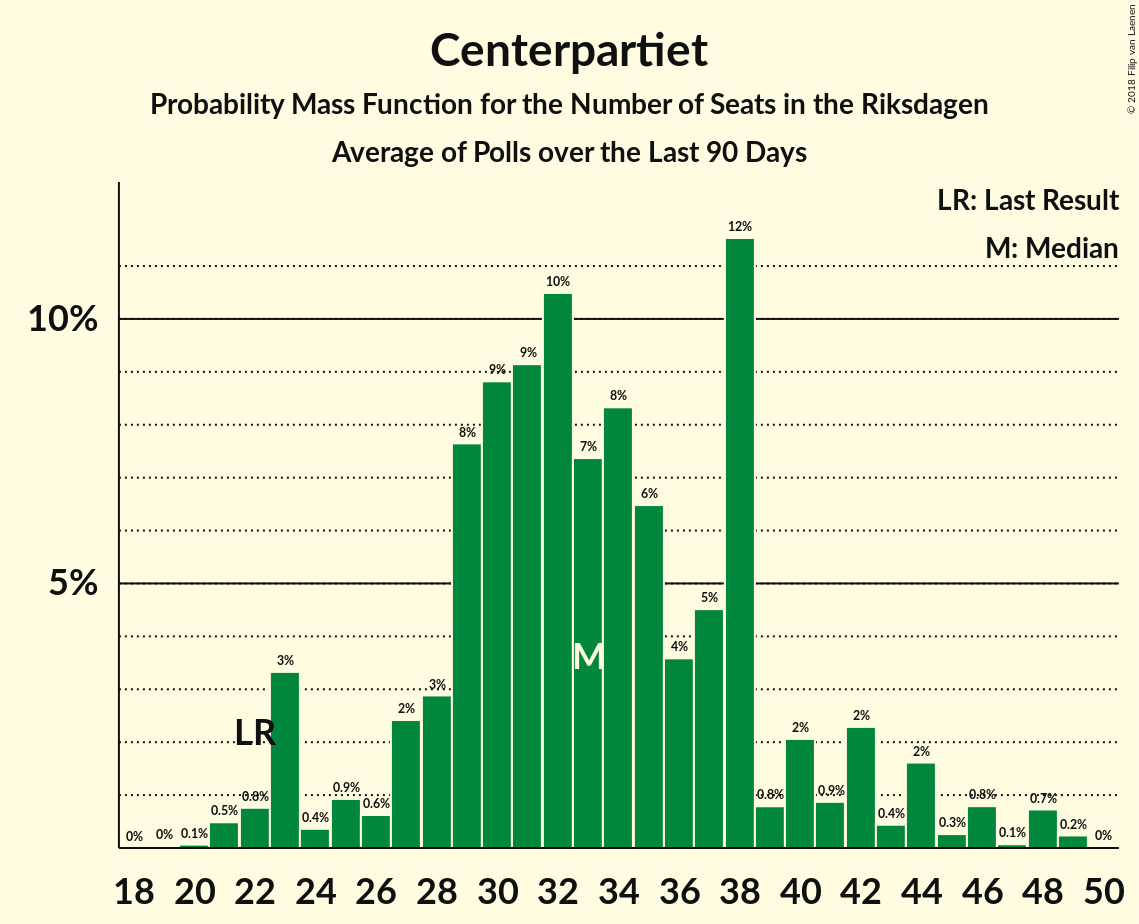 Centerpartiet
Probability Mass Function for the Number of Seats in the Riksdagen
Average of Polls over the Last 90 Days
© 2018 Filip van Laenen
LR: Last Result
M: Median
10%
5%
0% 0% 0.1% 0.5% 0.8% 3% 0.4% 0.9% 0.6% 2% 3% 8% 9% 9% 10% 7% 8% 6% 4% 5% 12% 0.8% 2% 0.9% 2% 0.4% 2% 0.3% 0.8% 0.1% 0.7% 0.2% 0%
LR
M
18 20 22 24 26 28 30 32 34 36 38 40 42 44 46 48 50